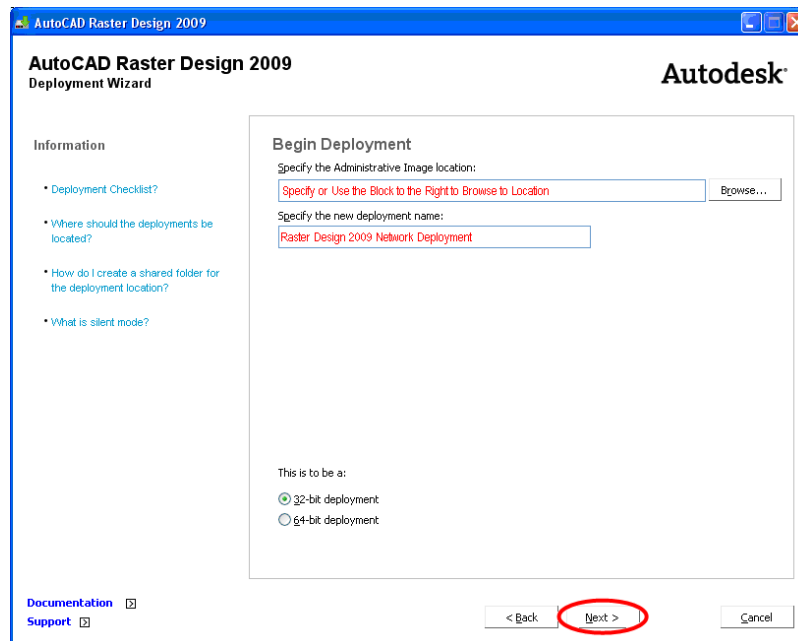 AutoCAD Raster Design 2009
AutoCAD Raster Design 2009
Deployment Wizard
Autodesk
Information
• Deployment Checklist?
• Where should the deployments be
located?
• How do I create a shared folder for
the deployment location?
• What is silent mode?
Begin Deployment
Specify the Administrative Image location:
Specify or Use the Block to the Right to Browse to Location
Browse...
Specify the new deployment name:
Raster Design 2009 Network Deployment
This is to be a:
32-bit deployment
64-bit deployment
Documentation
Support
< Back
Next >
Cancel